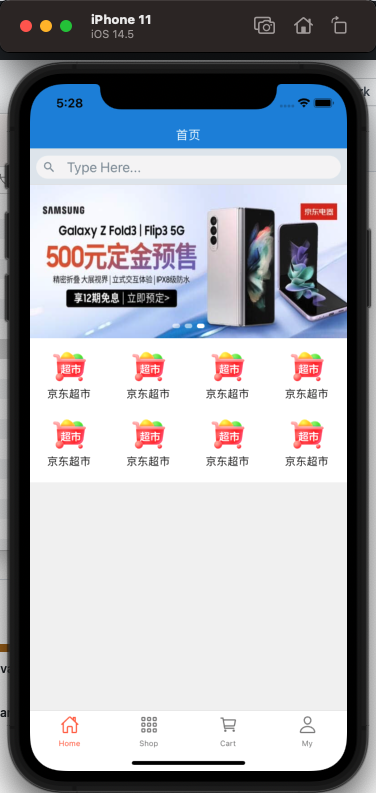 iPhone 11
iOS 14.5
5:28
首页
Type Here...
SAMSUNG
京东电器
Galaxy Z Fold3 | Flip3 5G
500元定金预售
精密折叠 大展视界 | 立式交互体验 | IPX8级防水
享12期免息 | 立即预定>
超市 超市 超市 超市
京东超市 京东超市 京东超市 京东超市
超市 超市 超市 超市
京东超市 京东超市 京东超市 京东超市
Home Shop Cart My